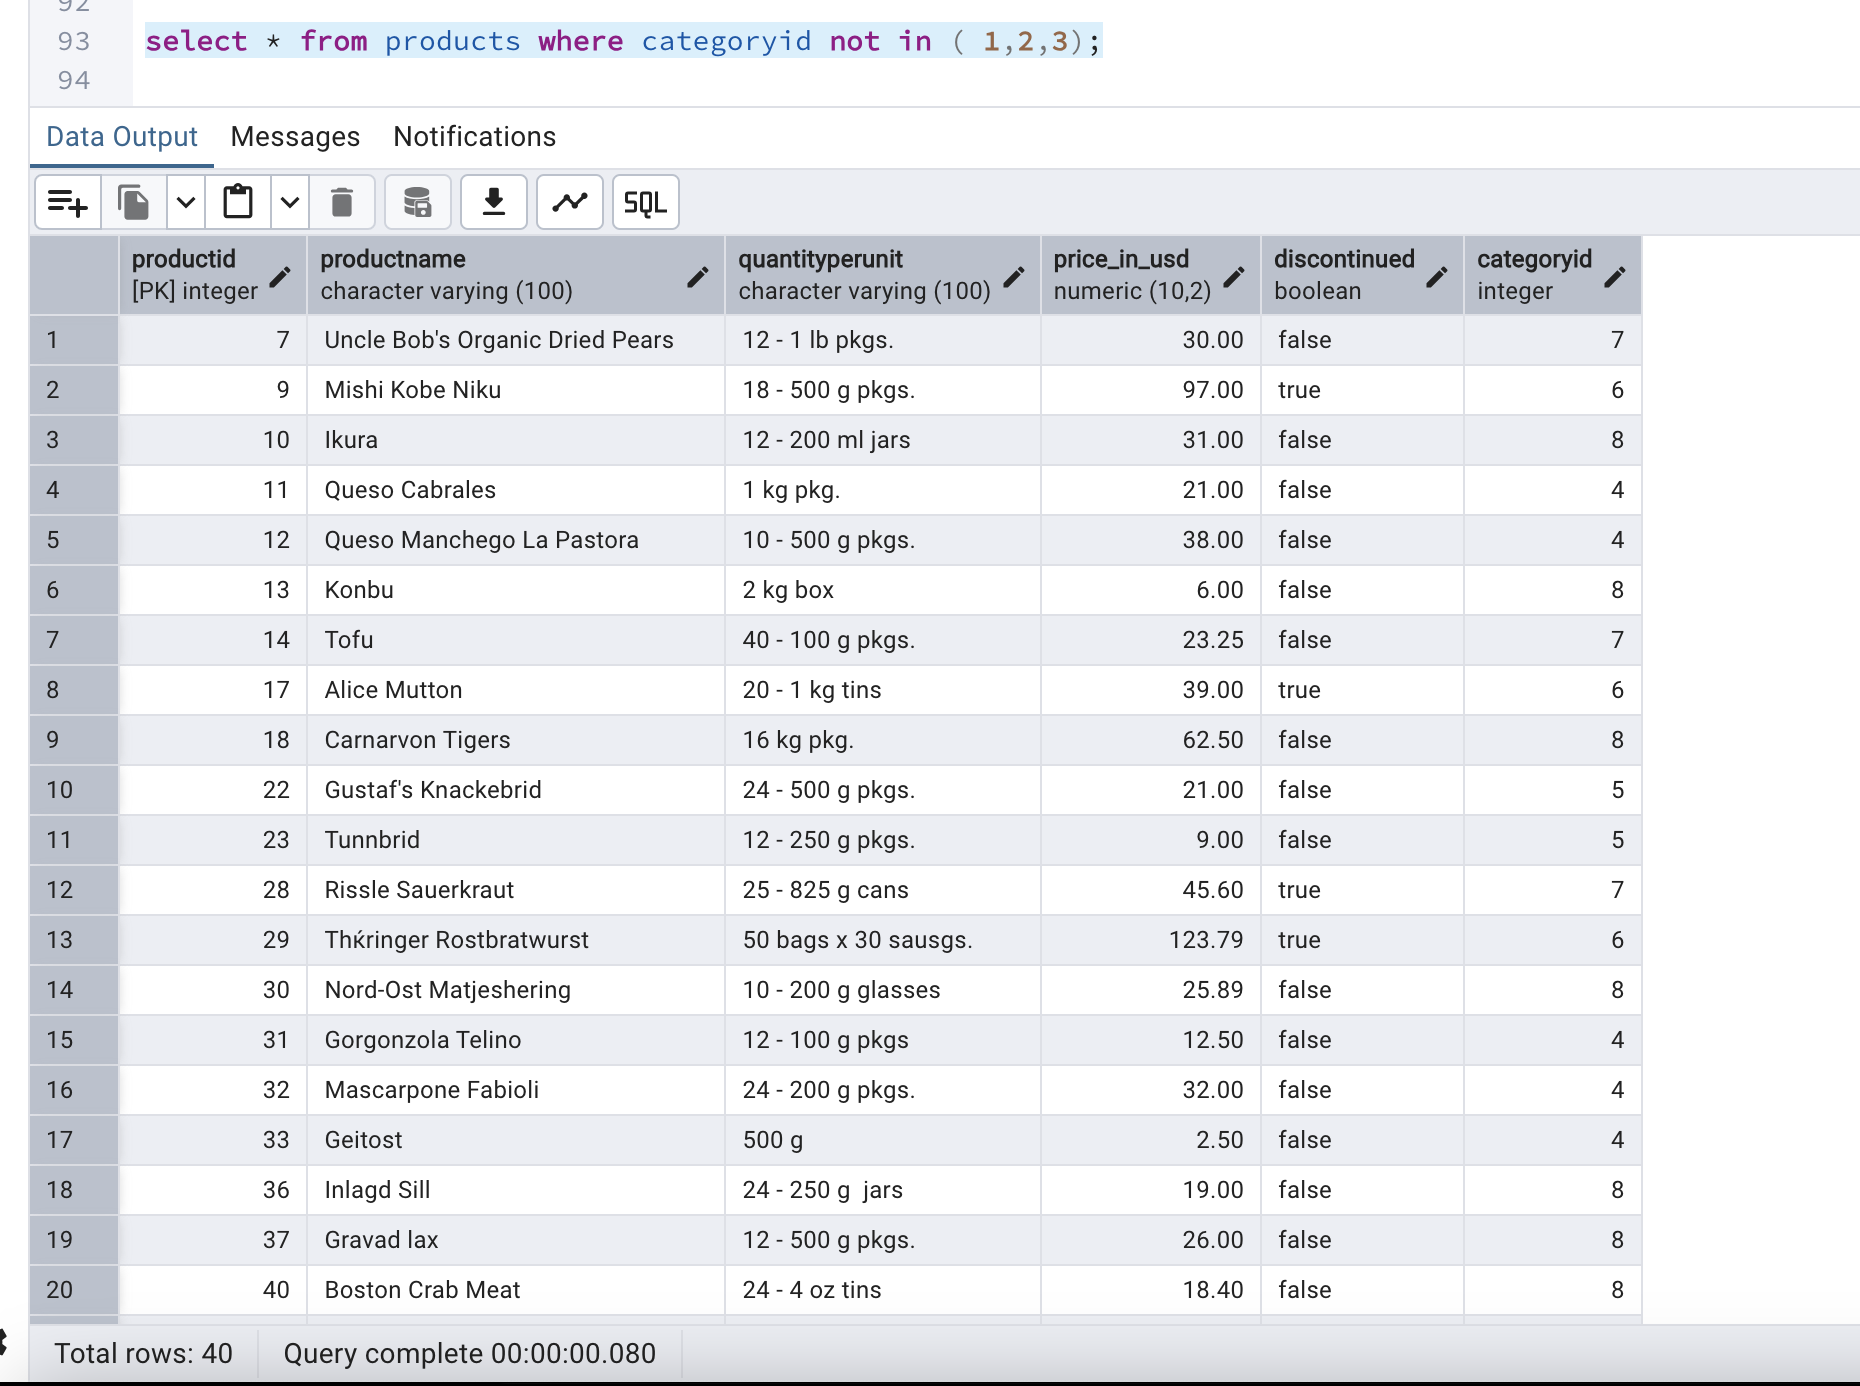 92
93 select * from products where categoryid not in ( 1,2,3);
94
Data Output Messages Notifications
SQL
productid productname quantityperunit price_in_usd discontinued categoryid
[PK] integer character varying (100) character varying (100) numeric (10,2) boolean integer
1 7 Uncle Bob's Organic Dried Pears 12 - 1 lb pkgs. 30.00 false 7
2 9 Mishi Kobe Niku 18 - 500 g pkgs. 97.00 true 6
3 10 Ikura 12 - 200 ml jars 31.00 false 8
4 11 Queso Cabrales 1 kg pkg. 21.00 false 4
5 12 Queso Manchego La Pastora 10 - 500 g pkgs. 38.00 false 4
6 13 Konbu 2 kg box 6.00 false 8
7 14 Tofu 40 - 100 g pkgs. 23.25 false 7
8 17 Alice Mutton 20 - 1 kg tins 39.00 true 6
9 18 Carnarvon Tigers 16 kg pkg. 62.50 false 8
10 22 Gustaf's Knackebrid 24 - 500 g pkgs. 21.00 false 5
11 23 Tunnbrid 12 - 250 g pkgs. 9.00 false 5
12 28 Rissle Sauerkraut 25 - 825 g cans 45.60 true 7
13 29 Thḱringer Rostbratwurst 50 bags x 30 sausgs. 123.79 true 6
14 30 Nord-Ost Matjeshering 10 - 200 g glasses 25.89 false 8
15 31 Gorgonzola Telino 12 - 100 g pkgs 12.50 false 4
16 32 Mascarpone Fabioli 24 - 200 g pkgs. 32.00 false 4
17 33 Geitost 500 g 2.50 false 4
18 36 Inlagd Sill 24 - 250 g  jars 19.00 false 8
19 37 Gravad lax 12 - 500 g pkgs. 26.00 false 8
20 40 Boston Crab Meat 24 - 4 oz tins 18.40 false 8
Total rows: 40 Query complete 00:00:00.080